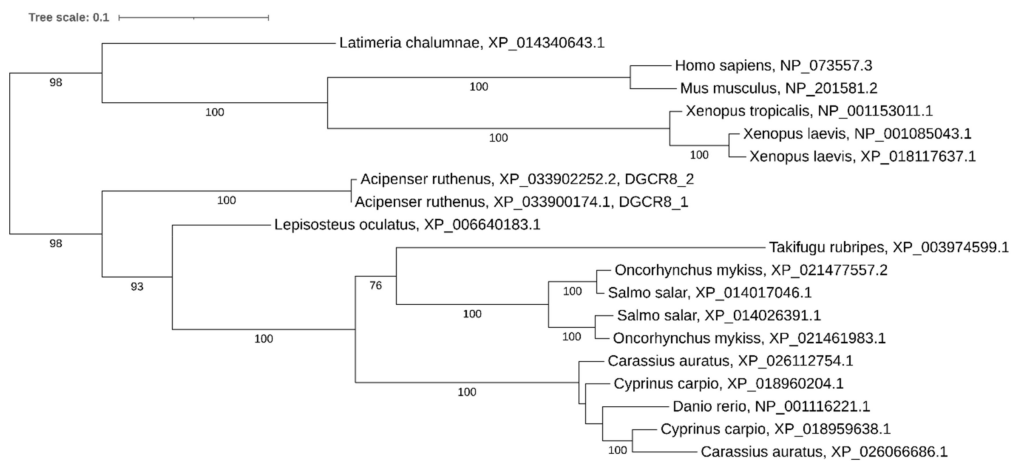 Tree scale: 0.1
Latimeria chalumnae, XP_014340643.1
98
Homo sapiens, NP_073557.3
100
Mus musculus, NP_201581.2
100
Xenopus tropicalis, NP_001153011.1
100
Xenopus laevis, NP_001085043.1
100
Xenopus laevis, XP_018117637.1
Acipenser ruthenus, XP_033902252.2, DGCR8_2
100
Acipenser ruthenus, XP_033900174.1, DGCR8_1
Lepisosteus oculatus, XP_006640183.1
98
Takifugu rubripes, XP_003974599.1
Oncorhynchus mykiss, XP_021477557.2
93
76
100
Salmo salar, XP_014017046.1
100
Salmo salar, XP_014026391.1
100
Oncorhynchus mykiss, XP_021461983.1
100
Carassius auratus, XP_026112754.1
Cyprinus carpio, XP_018960204.1
100
Danio rerio, NP_001116221.1
Cyprinus carpio, XP_018959638.1
100
Carassius auratus, XP_026066686.1